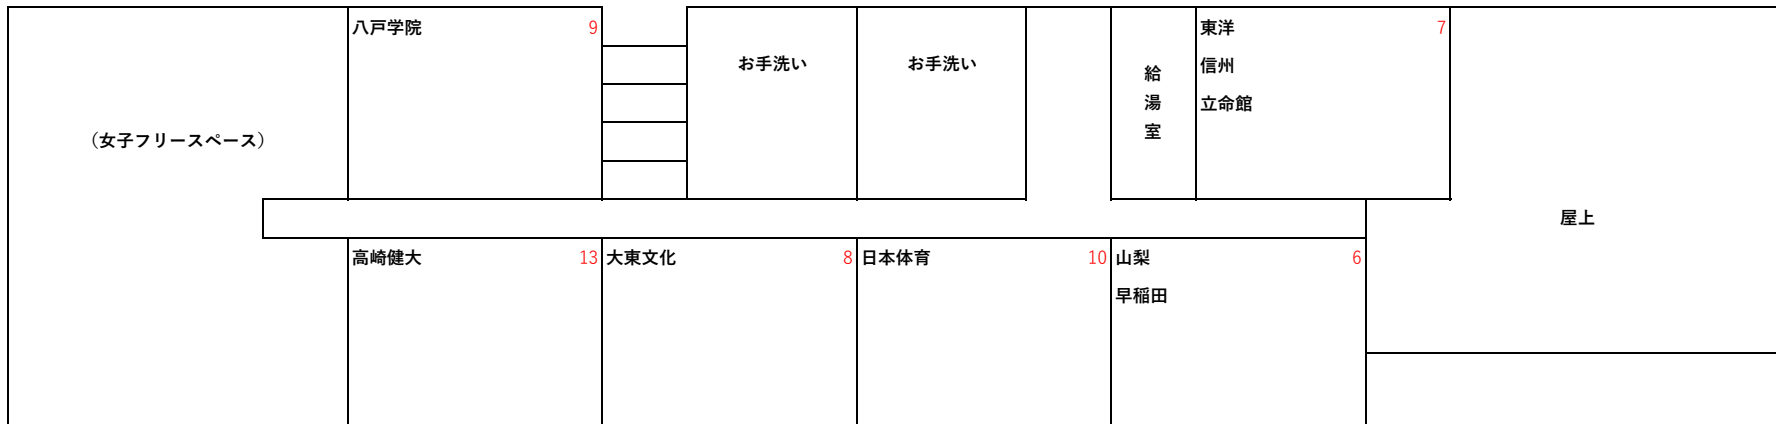 八戸学院 9
お手洗い
お手洗い
給
湯
室
東洋 7
信州
立命館
（女子フリースペース）
屋上
高崎健大 13
大東文化 8
日本体育 10
山梨 6
早稲田